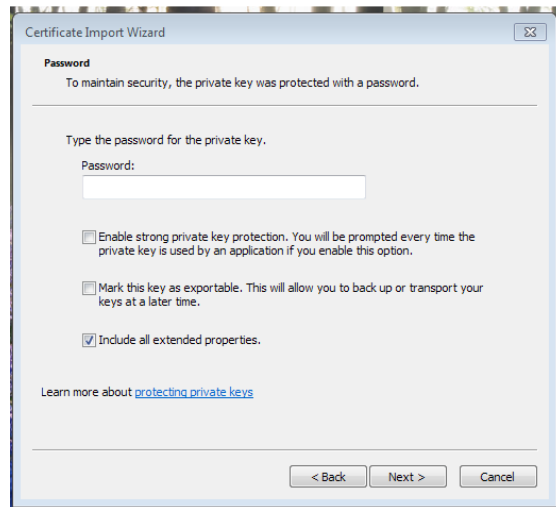 Certificate Import Wizard
Password
To maintain security, the private key was protected with a password.
Type the password for the private key.
Password:
Enable strong private key protection. You will be prompted every time the
private key is used by an application if you enable this option.
Mark this key as exportable. This will allow you to back up or transport your
keys at a later time.
Include all extended properties.
Learn more about protecting private keys
< Back
Next >
Cancel